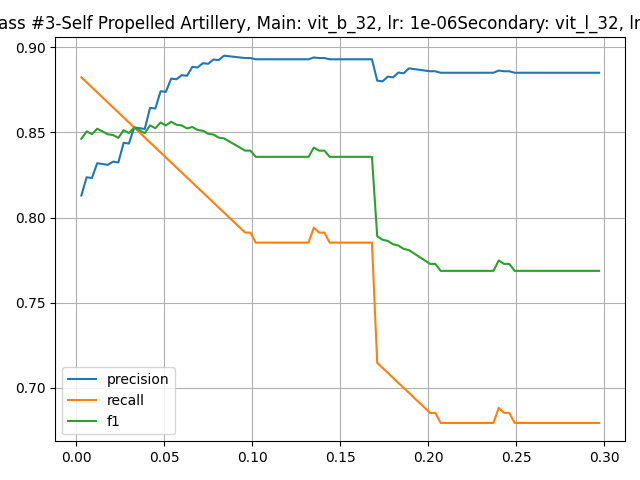 ass #3-Self Propelled Artillery, Main: vit_b_32, lr: 1e-06Secondary: vit_l_32, lr
0.90
0.85
0.80
0.75
0.70
precision
recall
f1
0.00 0.05 0.10 0.15 0.20 0.25 0.30